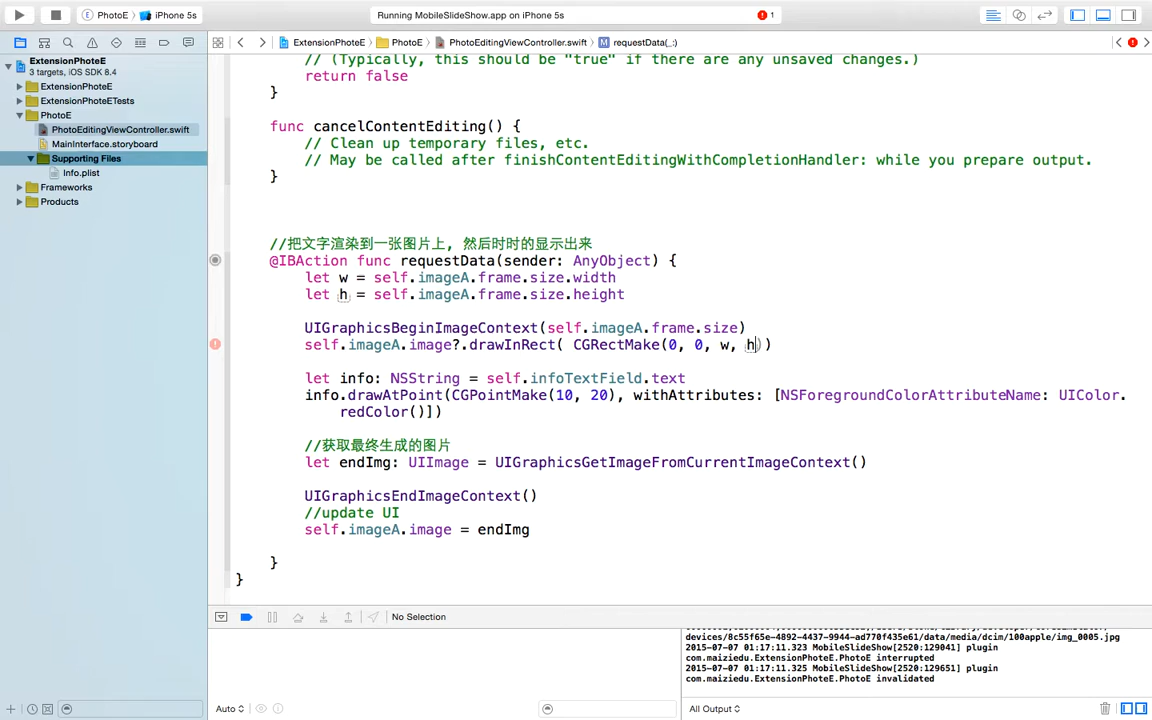 PhotoE 〉 iPhone 5s
Running MobileSlideShow.app on iPhone 5s
1
ExtensionPhoteE 〉 PhotoE 〉 PhotoEditingViewController.swift 〉 M requestData(_:)
ExtensionPhoteE
3 targets, iOS SDK 8.4
ExtensionPhoteE
ExtensionPhoteETests
PhotoE
PhotoEditingViewController.swift
MainInterface.storyboard
Supporting Files
Info.plist
Frameworks
Products
// (Typically, this should be "true" if there are any unsaved changes.)
return false
}
func cancelContentEditing() {
// Clean up temporary files, etc.
// May be called after finishContentEditingWithCompletionHandler: while you prepare output.
}
//把文字渲染到一张图片上, 然后时时的显示出来
@IBAction func requestData(sender: AnyObject) {
let w = self.imageA.frame.size.width
let h = self.imageA.frame.size.height
UIGraphicsBeginImageContext(self.imageA.frame.size)
self.imageA.image?.drawInRect( CGRectMake(0, 0, w, h))
let info: NSString = self.infoTextField.text
info.drawAtPoint(CGPointMake(10, 20), withAttributes: [NSForegroundColorAttributeName: UIColor.
redColor()])
//获取最终生成的图片
let endImg: UIImage = UIGraphicsGetImageFromCurrentImageContext()
UIGraphicsEndImageContext()
//update UI
self.imageA.image = endImg
}
}
No Selection
devices/8c55f65e-4892-4437-9944-ad770f435e61/data/media/dcim/100apple/img_0005.jpg
2015-07-07 01:17:11.323 MobileSlideShow[2520:129041] plugin
com.maiziedu.ExtensionPhoteE.PhotoE interrupted
2015-07-07 01:17:11.325 MobileSlideShow[2520:129651] plugin
com.maiziedu.ExtensionPhoteE.PhotoE invalidated
Auto
All Output